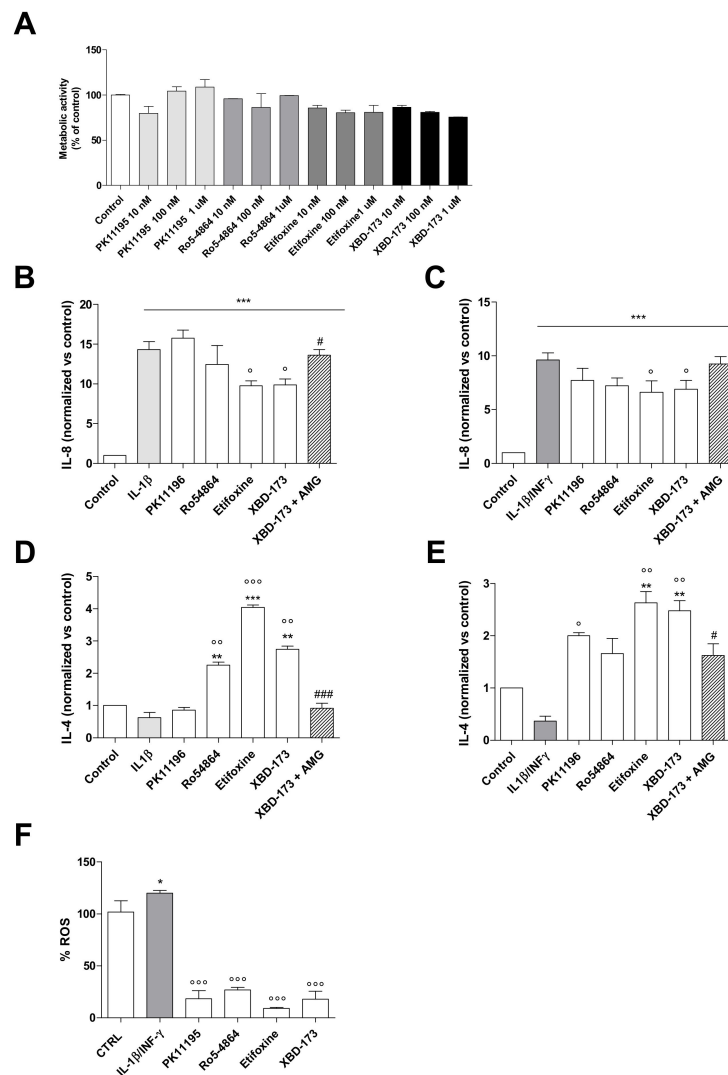 A
Metabolic activity
(% of control)
150
100
50
0
Control
PK11195 10 nM
PK11195 100 nM
PK11195 1 uM
Ro5-4864 10 nM
Ro5-4864 100 nM
Ro5-4864 1uM
Etifoxine 10 nM
Etifoxine 100 nM
Etifoxine1 uM
XBD-173 10 nM
XBD-173 100 nM
XBD-173 1 uM
B
IL-8 (normalized vs control)
20
15
10
5
0
***
#
° °
Control
IL-1β
PK11196
Ro54864
Etifoxine
XBD-173
XBD-173 + AMG
C
IL-8 (normalized vs control)
15
10
5
0
***
° °
Control
IL-1β/INFγ
PK11196
Ro54864
Etifoxine
XBD-173
XBD-173 + AMG
D
IL-4 (normalized vs control)
5
4
3
2
1
0
°°
**
°°°
***
°°
**
###
Control
IL1β
PK11196
Ro54864
Etifoxine
XBD-173
XBD-173 + AMG
E
IL-4 (normalized vs control)
3
2
1
0
°
°°
**
°°
**
#
Control
IL1β/INFγ
PK11196
Ro54864
Etifoxine
XBD-173
XBD-173 + AMG
F
% ROS
150
100
50
0
*
°°°
°°°
°°°
°°°
CTRL
IL-1β/INF-γ
PK11195
Ro5-4864
Etifoxine
XBD-173